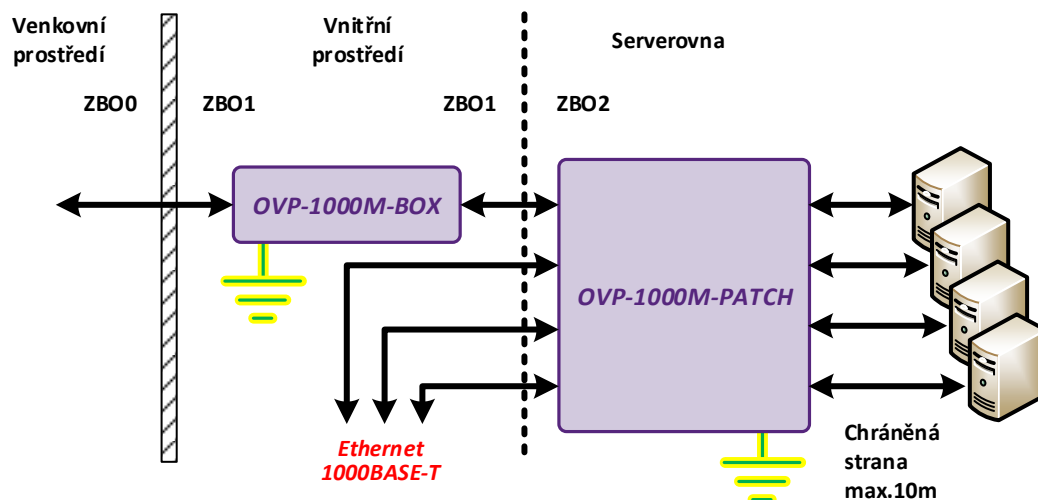 Venkovní
prostředí
Vnitřní
prostředí
Serverovna
ZBO0
ZBO1
ZBO1
ZBO2
OVP-1000M-BOX
OVP-1000M-PATCH
Ethernet
1000BASE-T
Chráněná
strana
max.10m